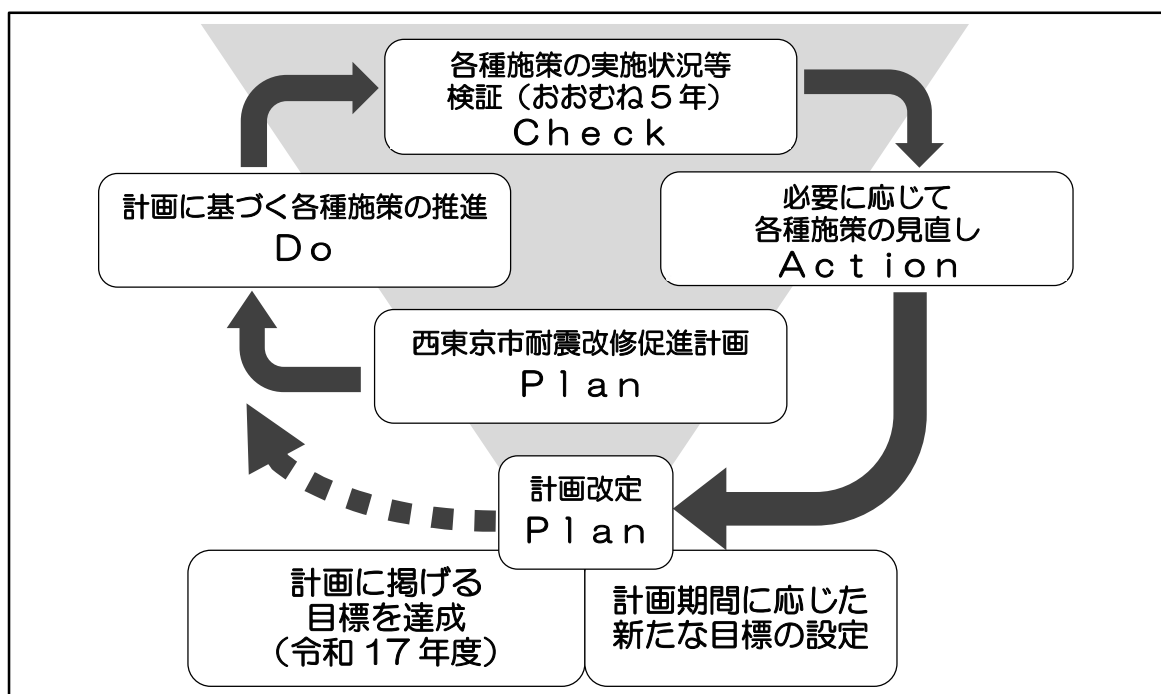 各種施策の実施状況等
検証（おおむね５年）
Ｃｈｅｃｋ
計画に基づく各種施策の推進
Ｄｏ
必要に応じて
各種施策の見直し
Ａｃｔｉｏｎ
西東京市耐震改修促進計画
Ｐｌａｎ
計画改定
Ｐｌａｎ
計画に掲げる
目標を達成
（令和 17 年度）
計画期間に応じた
新たな目標の設定